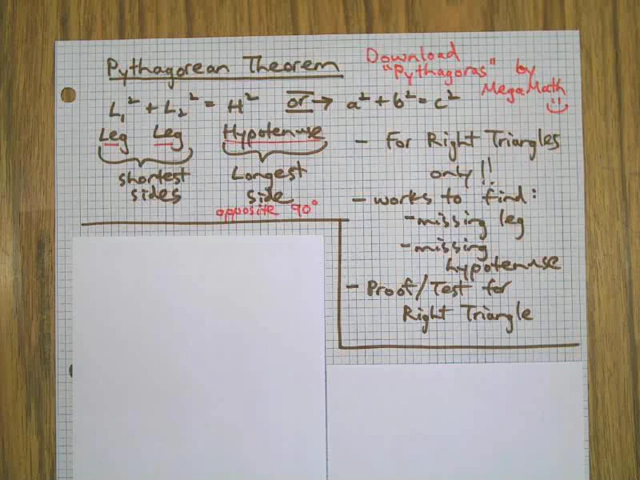 Pythagorean Theorem
Download
"Pythagoras" by
MegaMath
L₁² + L₂² = H² or → a² + b² = c²
Leg Leg Hypotenuse
shortest
sides
Longest
side
opposite 90°
- For Right Triangles
only!!
- works to find:
- missing leg
- missing
hypotenuse
- Proof/Test for
Right Triangle